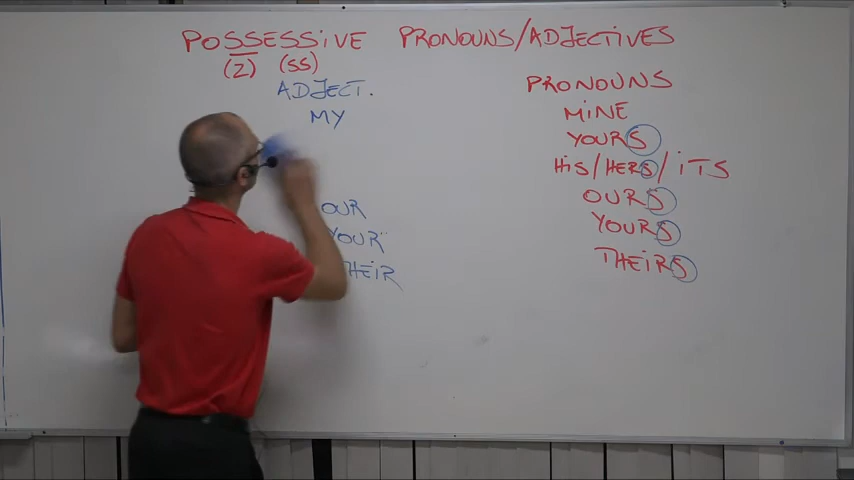 POSSESSIVE PRONOUNS/ADJECTIVES
(Z) (SS)
ADJECT.
MY
OUR
YOUR
THEIR
PRONOUNS
MINE
YOURS
HiS/HERS/iTS
OURS
YOURS
THEiRS